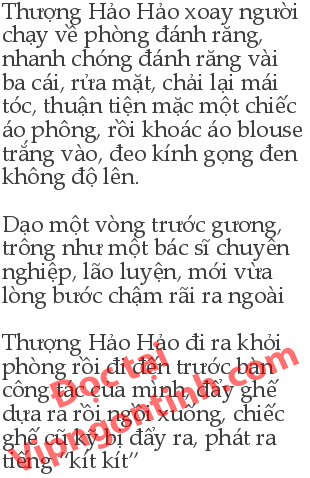 Thượng Hảo Hảo xoay người
chạy về phòng đánh răng,
nhanh chóng đánh răng vài
ba cái, rửa mặt, chải lại mái
tóc, thuận tiện mặc một chiếc
áo phông, rồi khoác áo blouse
trắng vào, đeo kính gọng đen
không độ lên.
Dạo một vòng trước gương,
trông như một bác sĩ chuyên
nghiệp, lão luyện, mới vừa
lòng bước chậm rãi ra ngoài
Thượng Hảo Hảo đi ra khỏi
phòng rồi đi đến trước bàn
công tác của mình, đẩy ghế
dựa ra rồi ngồi xuống, chiếc
ghế cũ kỹ bị đẩy ra, phát ra
tiếng “kít kít”
Đọc tại
Vipngontinh.com